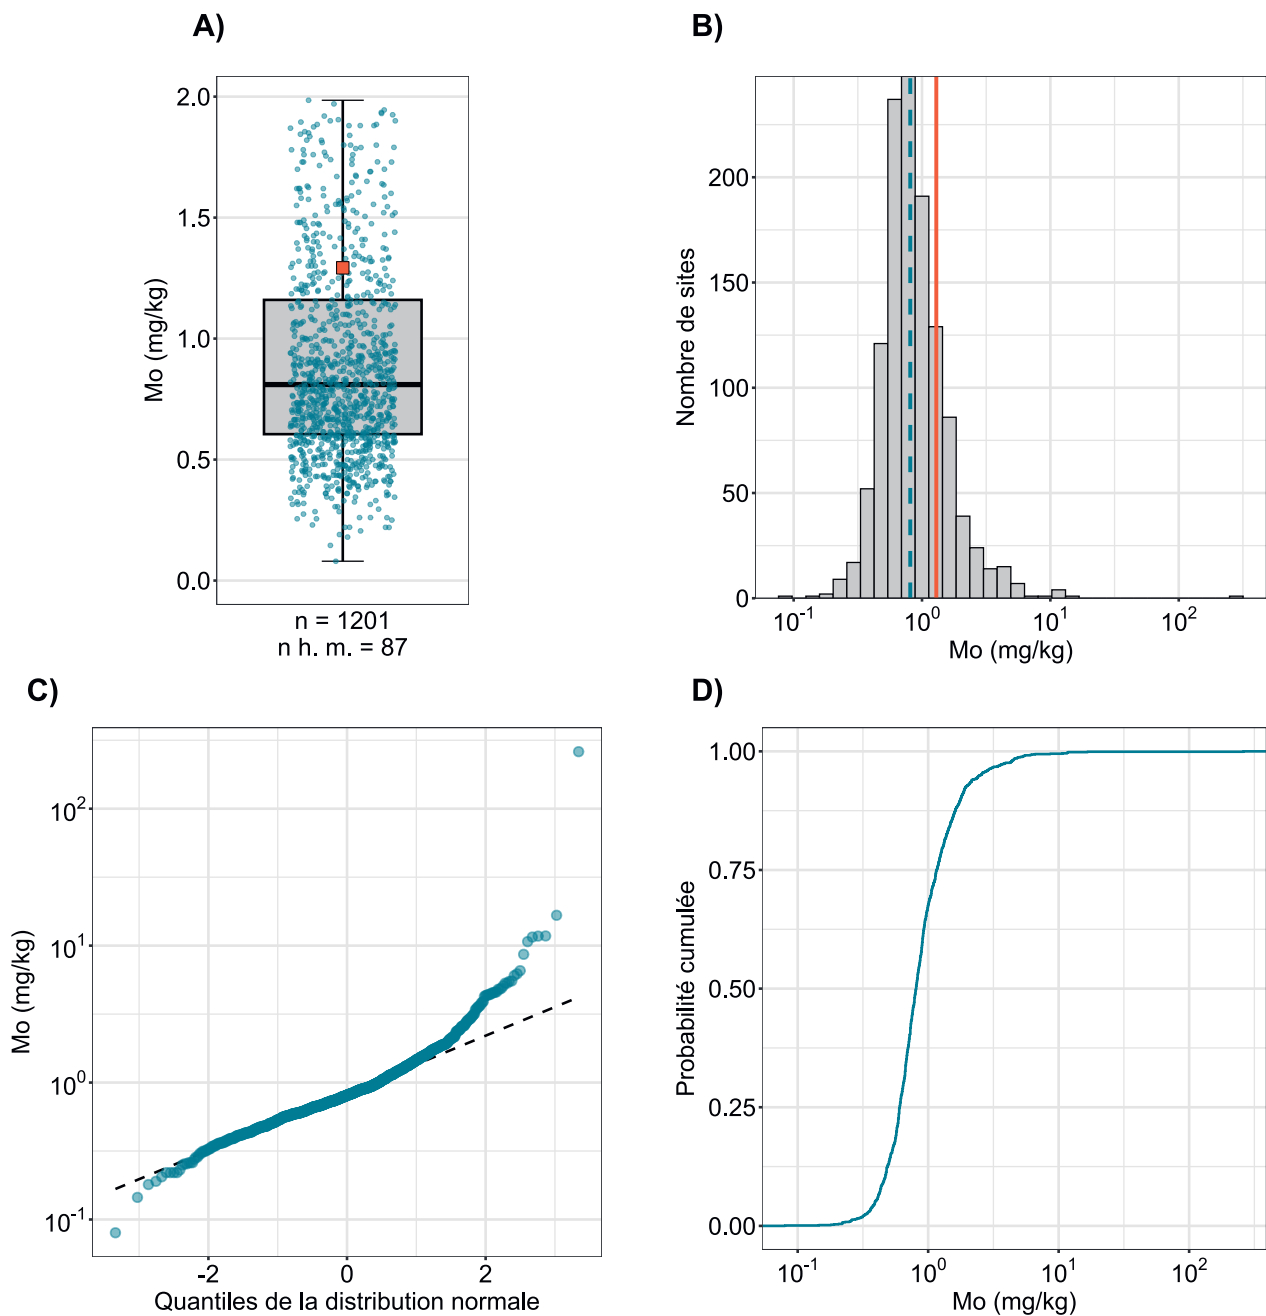 A)
2.0
1.5
1.0
0.5
0.0
Mo (mg/kg)
n = 1201
n h. m. = 87
B)
200
150
100
50
0
Nombre de sites
10⁻¹ 10⁰ 10¹ 10²
Mo (mg/kg)
C)
10²
10¹
10⁰
10⁻¹
Mo (mg/kg)
-2 0 2
Quantiles de la distribution normale
D)
1.00
0.75
0.50
0.25
0.00
Probabilité cumulée
10⁻¹ 10⁰ 10¹ 10²
Mo (mg/kg)